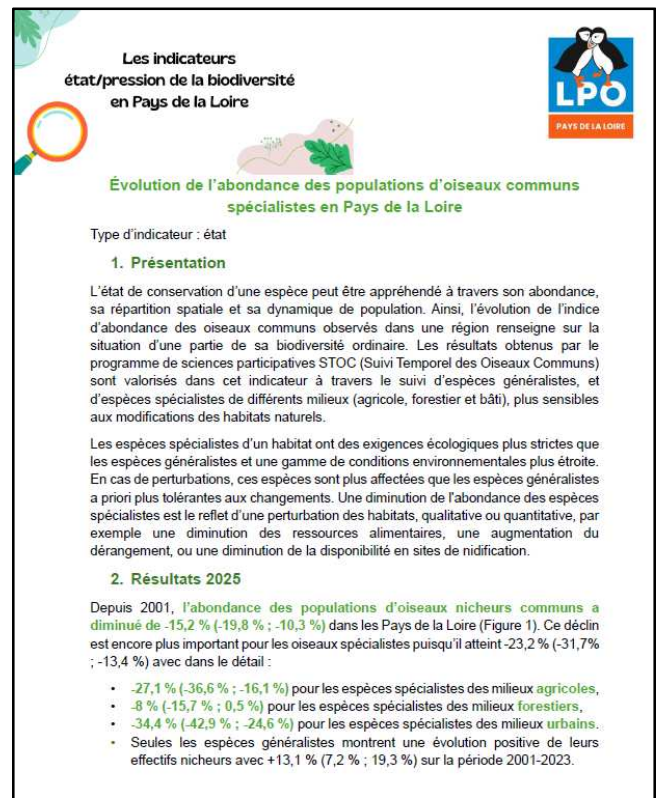 Les indicateurs
état/pression de la biodiversité
en Pays de la Loire
LPO
PAYS DE LA LOIRE
Évolution de l'abondance des populations d'oiseaux communs
spécialistes en Pays de la Loire
Type d'indicateur : état
1. Présentation
L'état de conservation d'une espèce peut être appréhendé à travers son abondance,
sa répartition spatiale et sa dynamique de population. Ainsi, l'évolution de l'indice
d'abondance des oiseaux communs observés dans une région renseigne sur la
situation d'une partie de sa biodiversité ordinaire. Les résultats obtenus par le
programme de sciences participatives STOC (Suivi Temporel des Oiseaux Communs)
sont valorisés dans cet indicateur à travers le suivi d'espèces généralistes, et
d'espèces spécialistes de différents milieux (agricole, forestier et bâti), plus sensibles
aux modifications des habitats naturels.
Les espèces spécialistes d'un habitat ont des exigences écologiques plus strictes que
les espèces généralistes et une gamme de conditions environnementales plus étroite.
En cas de perturbations, ces espèces sont plus affectées que les espèces généralistes
a priori plus tolérantes aux changements. Une diminution de l'abondance des espèces
spécialistes est le reflet d'une perturbation des habitats, qualitative ou quantitative, par
exemple une diminution des ressources alimentaires, une augmentation du
dérangement, ou une diminution de la disponibilité en sites de nidification.
2. Résultats 2025
Depuis 2001, l'abondance des populations d'oiseaux nicheurs communs a
diminué de -15,2 % (-19,8 % ; -10,3 %) dans les Pays de la Loire (Figure 1). Ce déclin
est encore plus important pour les oiseaux spécialistes puisqu'il atteint -23,2 % (-31,7%
; -13,4 %) avec dans le détail :
• -27,1 % (-36,6 % ; -16,1 %) pour les espèces spécialistes des milieux agricoles,
• -8 % (-15,7 % ; 0,5 %) pour les espèces spécialistes des milieux forestiers,
• -34,4 % (-42,9 % ; -24,6 %) pour les espèces spécialistes des milieux urbains.
• Seules les espèces généralistes montrent une évolution positive de leurs
effectifs nicheurs avec +13,1 % (7,2 % ; 19,3 %) sur la période 2001-2023.